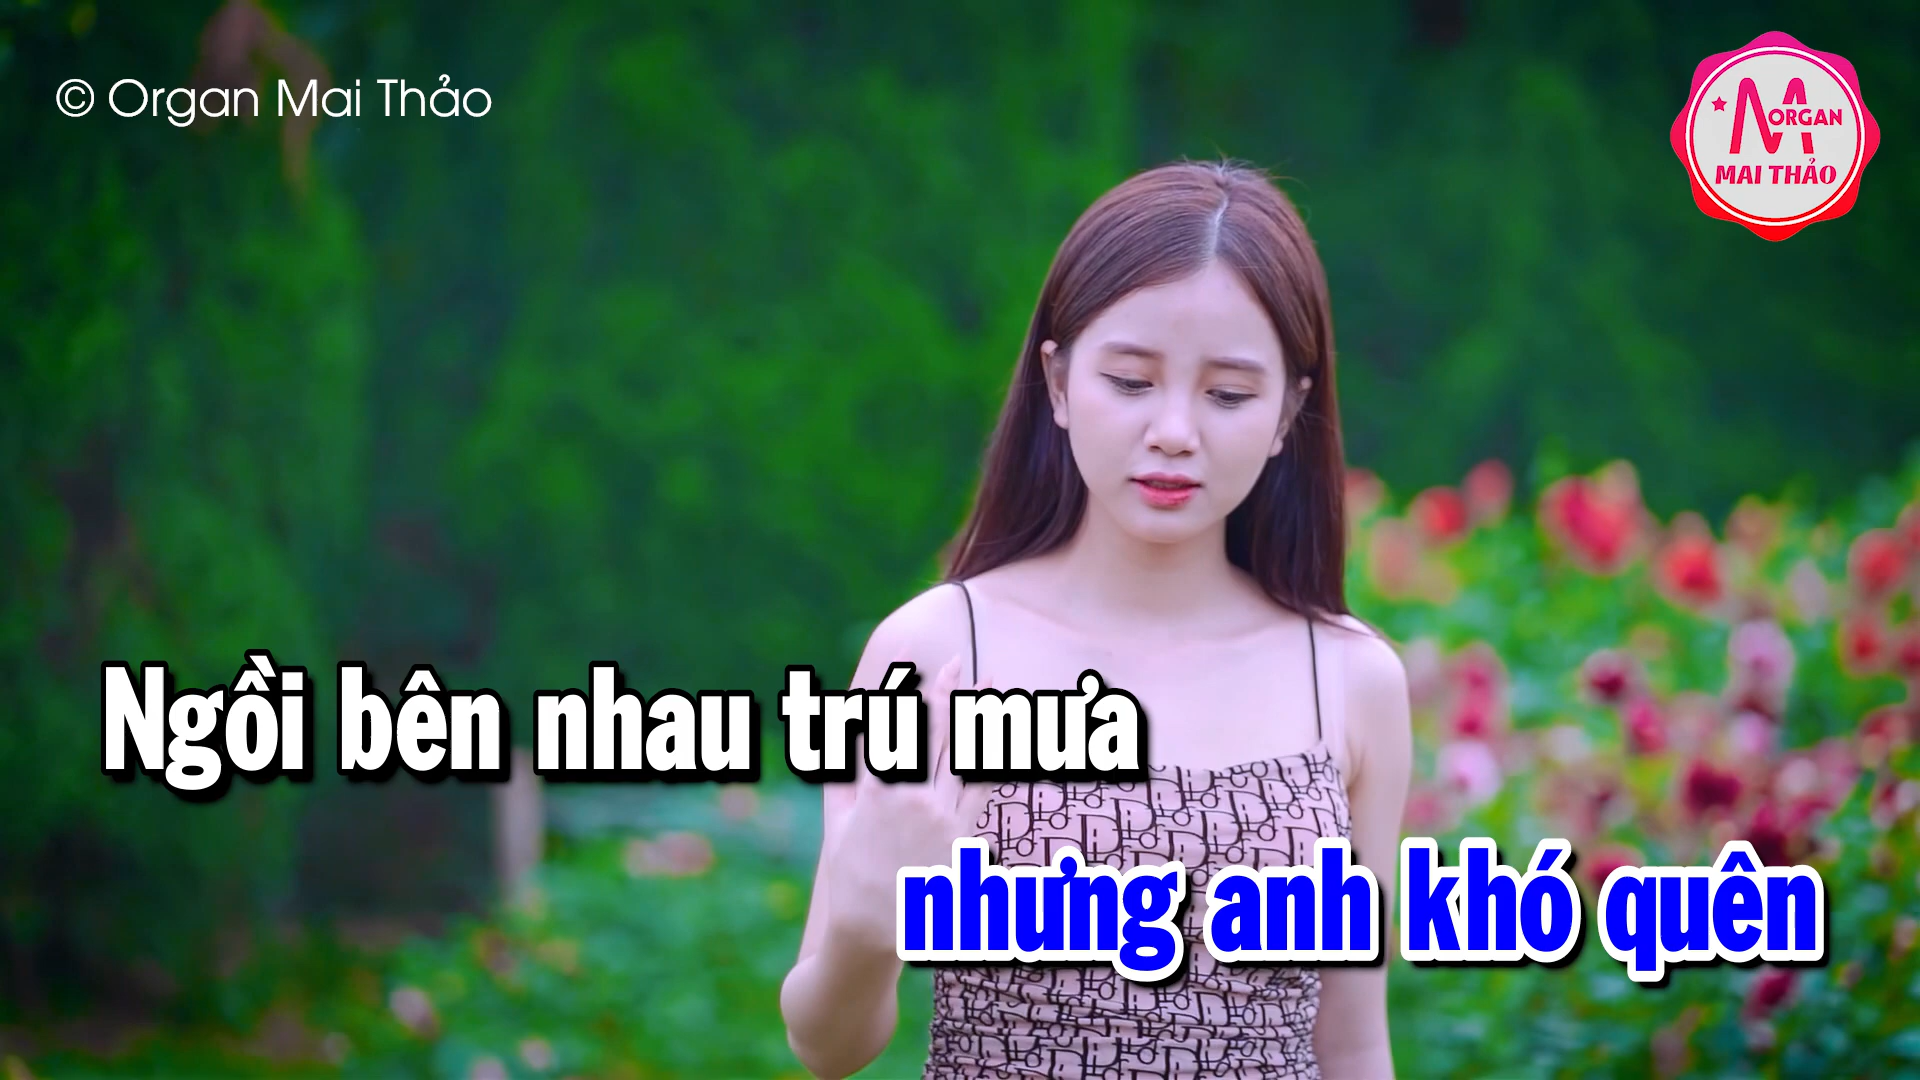 © Organ Mai Thảo
M ORGAN
MAI THẢO
Ngồi bên nhau trú mưa
nhưng anh khó quên